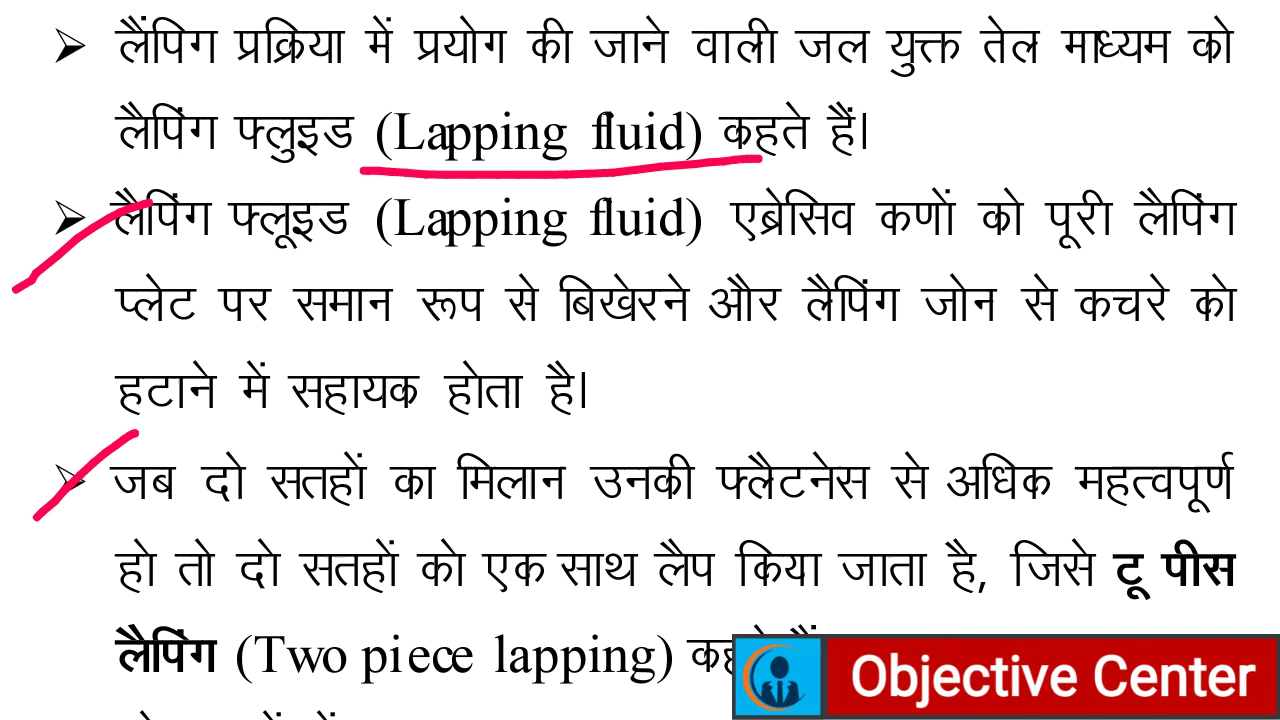 ➢ लैंपिग प्रक्रिया में प्रयोग की जाने वाली जल युक्त तेल माध्यम को
लैपिंग फ्लुइड (Lapping fluid) कहते हैं।
➢ लैपिंग फ्लूइड (Lapping fluid) एब्रेसिव कणों को पूरी लैपिंग
प्लेट पर समान रूप से बिखेरने और लैपिंग जोन से कचरे को
हटाने में सहायक होता है।
➢ जब दो सतहों का मिलान उनकी फ्लैटनेस से अधिक महत्वपूर्ण
हो तो दो सतहों को एक साथ लैप किया जाता है, जिसे टू पीस
लैपिंग (Two piece lapping)
Objective Center